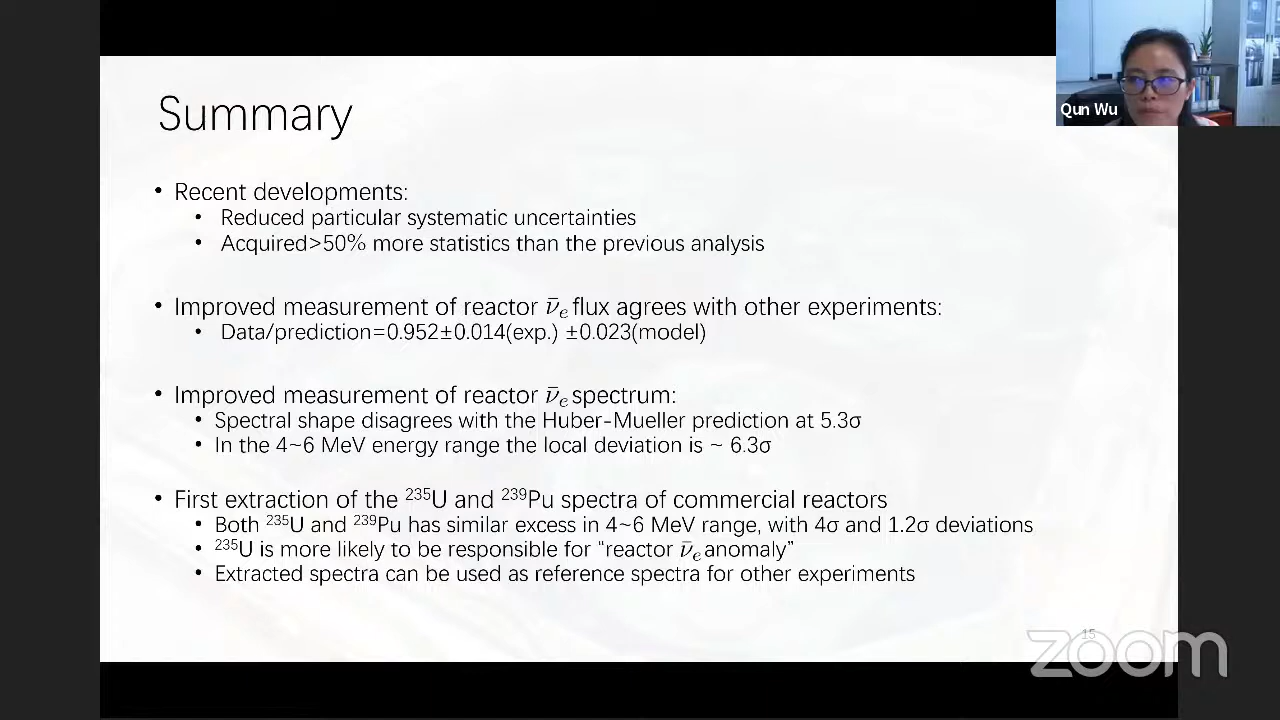 Qun Wu
Summary
• Recent developments:
• Reduced particular systematic uncertainties
• Acquired>50% more statistics than the previous analysis
• Improved measurement of reactor ν̄ₑ flux agrees with other experiments:
• Data/prediction=0.952±0.014(exp.) ±0.023(model)
• Improved measurement of reactor ν̄ₑ spectrum:
• Spectral shape disagrees with the Huber-Mueller prediction at 5.3σ
• In the 4~6 MeV energy range the local deviation is ~ 6.3σ
• First extraction of the ²³⁵U and ²³⁹Pu spectra of commercial reactors
• Both ²³⁵U and ²³⁹Pu has similar excess in 4~6 MeV range, with 4σ and 1.2σ deviations
• ²³⁵U is more likely to be responsible for “reactor ν̄ₑ anomaly”
• Extracted spectra can be used as reference spectra for other experiments
15
zoom